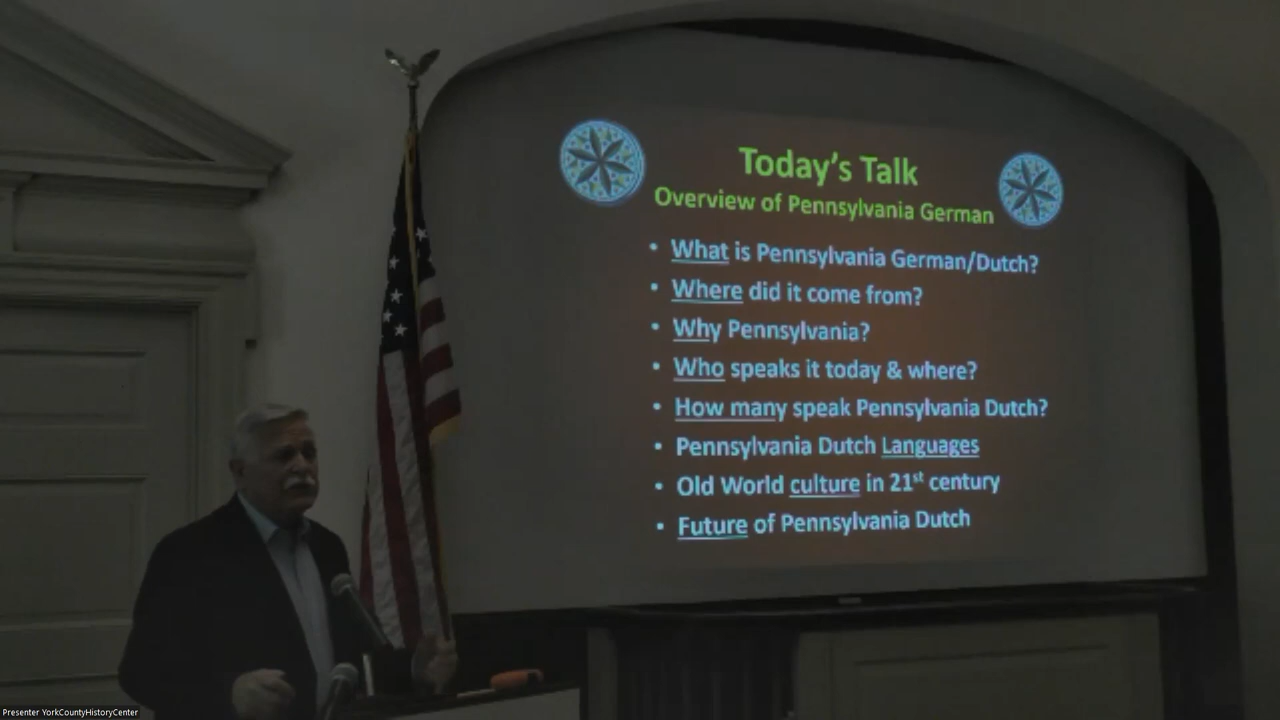 Today's Talk
Overview of Pennsylvania German
• What is Pennsylvania German/Dutch?
• Where did it come from?
• Why Pennsylvania?
• Who speaks it today & where?
• How many speak Pennsylvania Dutch?
• Pennsylvania Dutch Languages
• Old World culture in 21st century
• Future of Pennsylvania Dutch
Presenter YorkCountyHistoryCenter